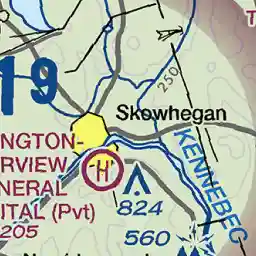 T
250
19
Skowhegan
NGTON-
RVIEW
NERAL
ITAL (Pvt)
205
H
824
560
KENNEBEC